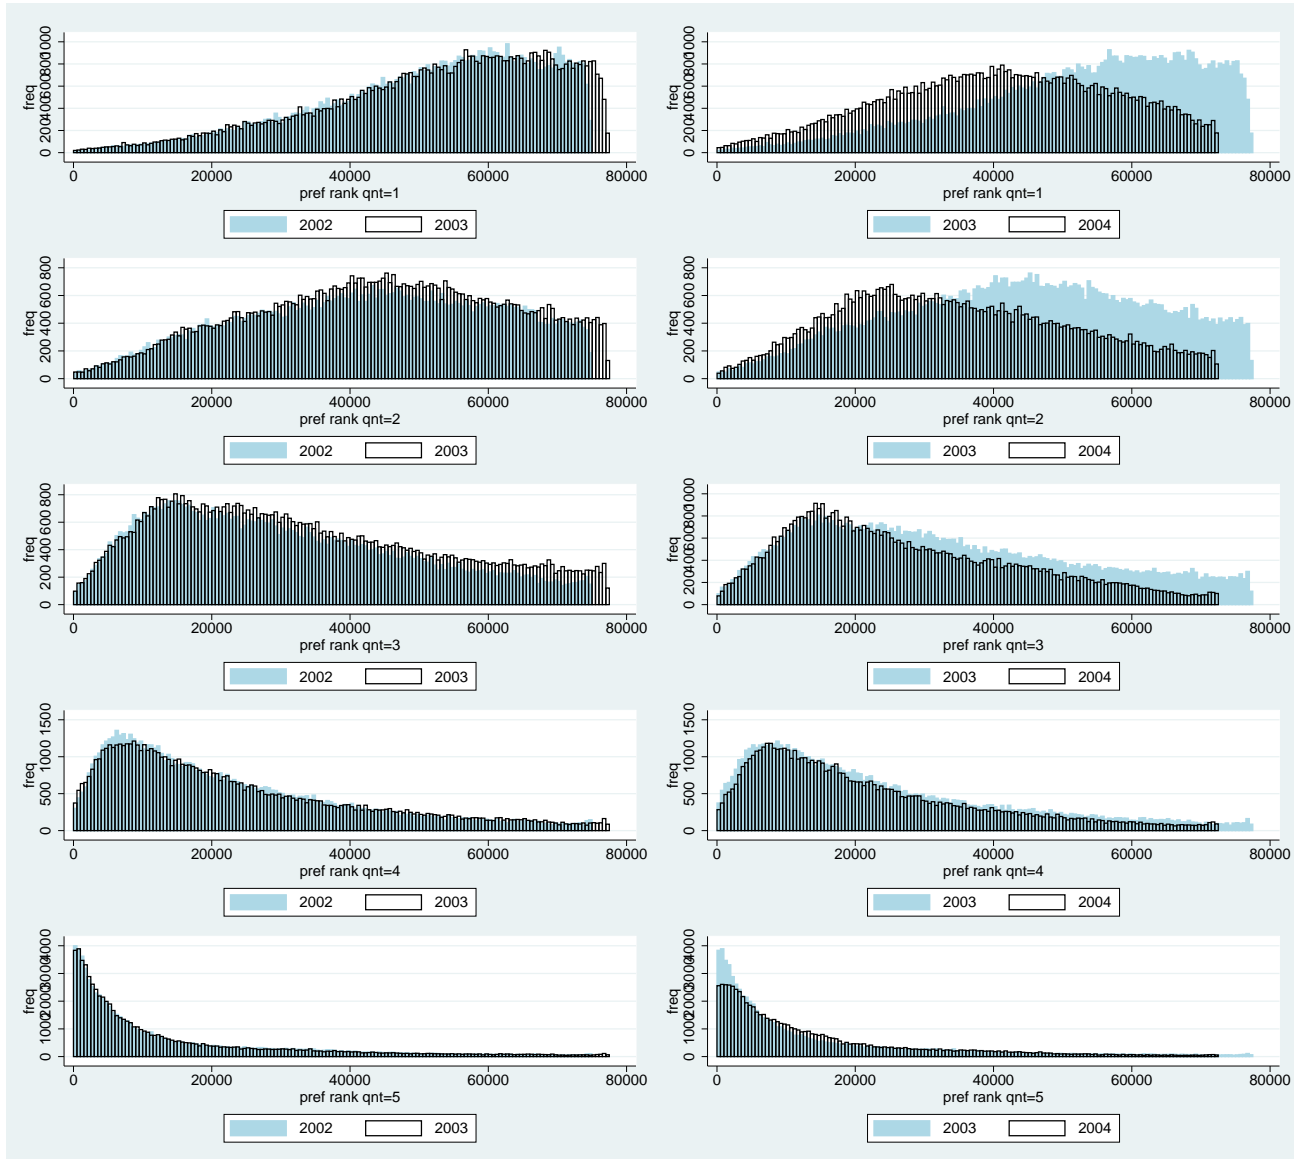 freq
0 200 400 600 800 1000
0 20000 40000 60000 80000
pref rank qnt=1
2002 2003
freq
0 200 400 600 800 1000
0 20000 40000 60000 80000
pref rank qnt=1
2003 2004
freq
0 200 400 600 800
0 20000 40000 60000 80000
pref rank qnt=2
2002 2003
freq
0 200 400 600 800
0 20000 40000 60000 80000
pref rank qnt=2
2003 2004
freq
0 200 400 600 800
0 20000 40000 60000 80000
pref rank qnt=3
2002 2003
freq
0 200 400 600 800 1000
0 20000 40000 60000 80000
pref rank qnt=3
2003 2004
freq
0 500 1000 1500
0 20000 40000 60000 80000
pref rank qnt=4
2002 2003
freq
0 500 1000 1500
0 20000 40000 60000 80000
pref rank qnt=4
2003 2004
freq
0 1000 2000 3000 4000
0 20000 40000 60000 80000
pref rank qnt=5
2002 2003
freq
0 1000 2000 3000 4000
0 20000 40000 60000 80000
pref rank qnt=5
2003 2004